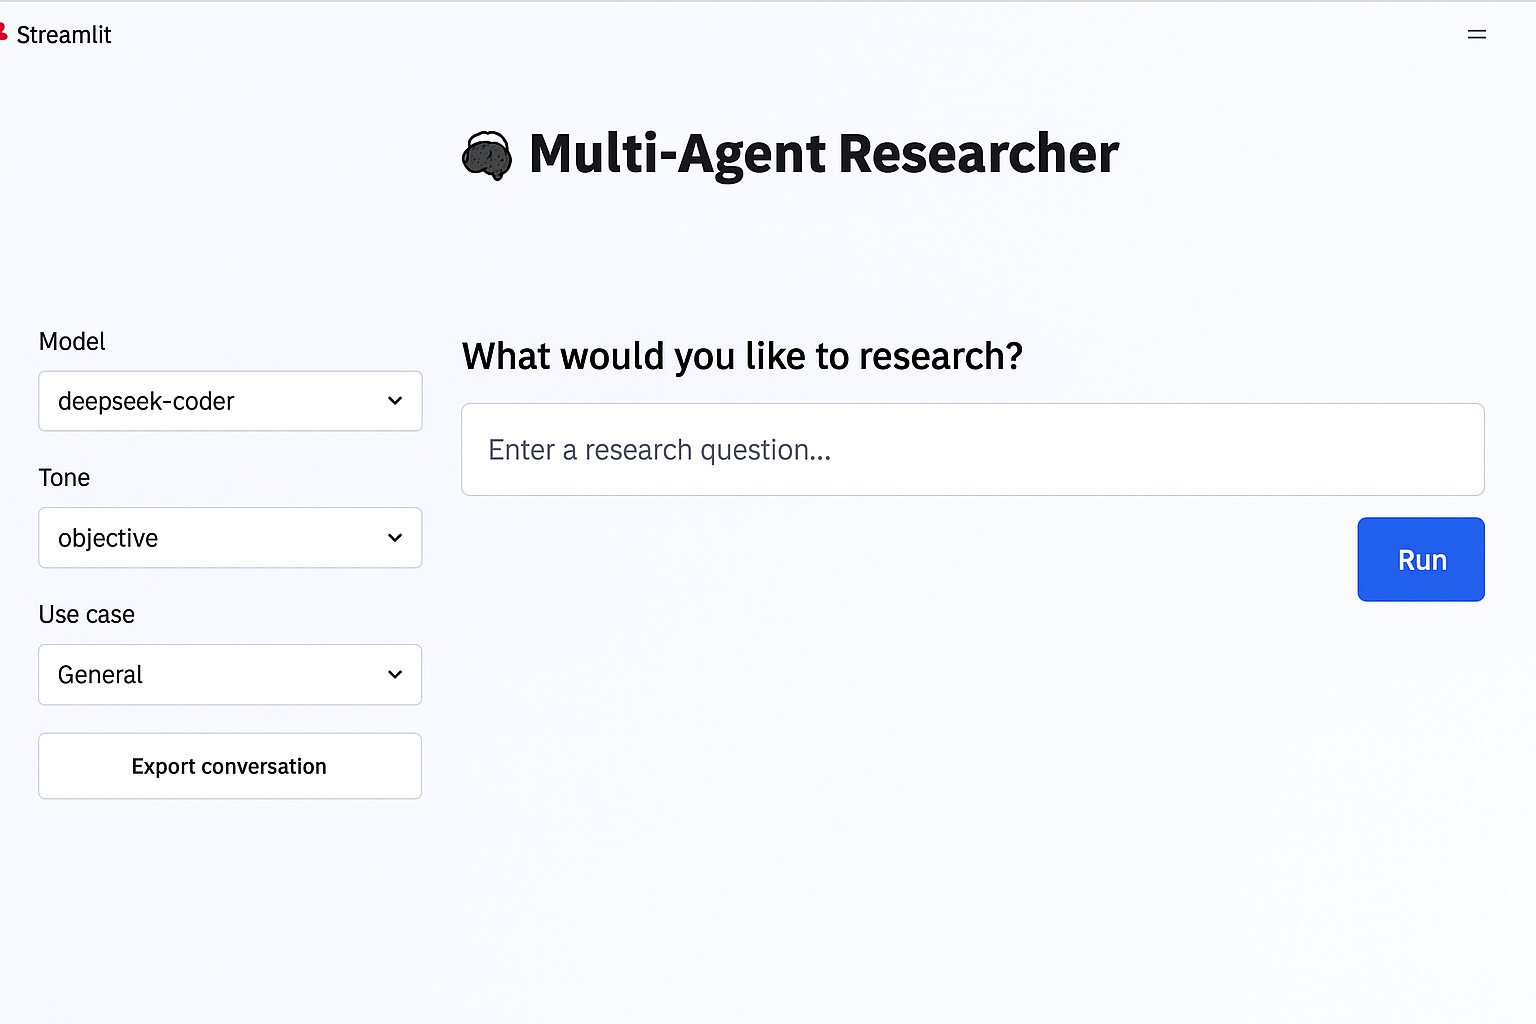 Streamlit
Multi-Agent Researcher
Model
deepseek-coder
Tone
objective
Use case
General
Export conversation
What would you like to research?
Enter a research question...
Run